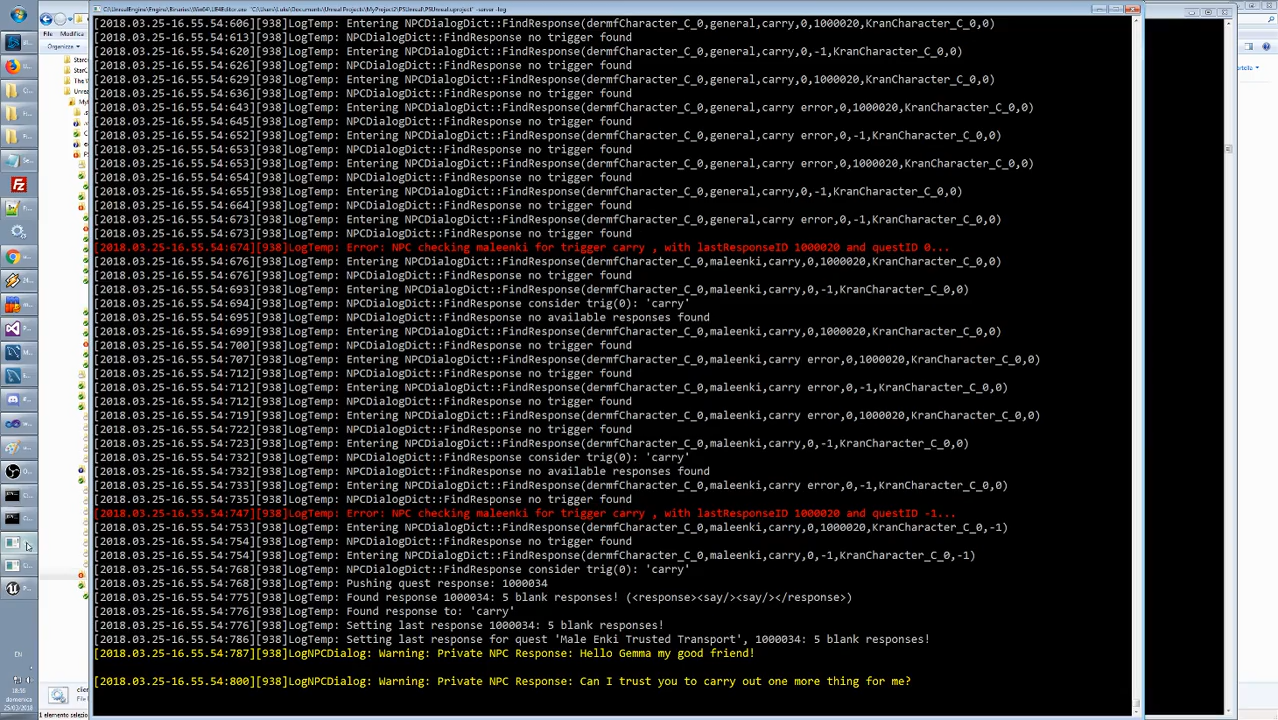 C:\UnrealEngine\Engine\Binaries\Win64\UE4Editor.exe "C:\Users\Luke\Documents\Unreal Projects\MyProject2\PSUnreal\PSUnreal.uproject" -server -log
File Modifica
Organizza
[2018.03.25-16.55.54:606][938]LogTemp: Entering NPCDialogDict::FindResponse(dermfCharacter_C_0,general,carry,0,1000020,KranCharacter_C_0,0)
NPCDialogDict::FindResponse no trigger found
Entering NPCDialogDict::FindResponse(dermfCharacter_C_0,general,carry,0,-1,KranCharacter_C_0,0)
[2018.03.25-16.55.54:626][938]LogTemp: NPCDialogDict::FindResponse no trigger found
Entering NPCDialogDict::FindResponse(dermfCharacter_C_0,general,carry,0,1000020,KranCharacter_C_0,0)
[2018.03.25-16.55.54:636][938]LogTemp: NPCDialogDict::FindResponse no trigger found
[2018.03.25-16.55.54:645][938]LogTemp: Entering NPCDialogDict::FindResponse(dermfCharacter_C_0,general,carry error,0,1000020,KranCharacter_C_0,0)
[2018.03.25-16.55.54:645][938]LogTemp: NPCDialogDict::FindResponse no trigger found
[2018.03.25-16.55.54:652][938]LogTemp: Entering NPCDialogDict::FindResponse(dermfCharacter_C_0,general,carry error,0,-1,KranCharacter_C_0,0)
[2018.03.25-16.55.54:653][938]LogTemp: NPCDialogDict::FindResponse no trigger found
[2018.03.25-16.55.54:653][938]LogTemp: Entering NPCDialogDict::FindResponse(dermfCharacter_C_0,general,carry error,0,1000020,KranCharacter_C_0,0)
[2018.03.25-16.55.54:654][938]LogTemp: NPCDialogDict::FindResponse no trigger found
[2018.03.25-16.55.54:655][938]LogTemp: Entering NPCDialogDict::FindResponse(dermfCharacter_C_0,general,carry,0,-1,KranCharacter_C_0,0)
[2018.03.25-16.55.54:664][938]LogTemp: NPCDialogDict::FindResponse no trigger found
[2018.03.25-16.55.54:667][938]LogTemp: Entering NPCDialogDict::FindResponse(dermfCharacter_C_0,general,carry error,0,-1,KranCharacter_C_0,0)
[2018.03.25-16.55.54:673][938]LogTemp: NPCDialogDict::FindResponse no trigger found
[2018.03.25-16.55.54:674][938]LogTemp: Error: NPC checking maleenki for trigger carry , with lastResponseID 1000020 and questID 0...
[2018.03.25-16.55.54:676][938]LogTemp: Entering NPCDialogDict::FindResponse(dermfCharacter_C_0,maleenki,carry,0,1000020,KranCharacter_C_0,0)
[2018.03.25-16.55.54:686][938]LogTemp: NPCDialogDict::FindResponse no trigger found
[2018.03.25-16.55.54:693][938]LogTemp: Entering NPCDialogDict::FindResponse(dermfCharacter_C_0,maleenki,carry,0,-1,KranCharacter_C_0,0)
[2018.03.25-16.55.54:694][938]LogTemp: NPCDialogDict::FindResponse consider trig(0): 'carry'
[2018.03.25-16.55.54:695][938]LogTemp: NPCDialogDict::FindResponse no available responses found
[2018.03.25-16.55.54:699][938]LogTemp: Entering NPCDialogDict::FindResponse(dermfCharacter_C_0,maleenki,carry,0,1000020,KranCharacter_C_0,0)
[2018.03.25-16.55.54:700][938]LogTemp: NPCDialogDict::FindResponse no trigger found
[2018.03.25-16.55.54:707][938]LogTemp: Entering NPCDialogDict::FindResponse(dermfCharacter_C_0,maleenki,carry error,0,1000020,KranCharacter_C_0,0)
[2018.03.25-16.55.54:712][938]LogTemp: NPCDialogDict::FindResponse no trigger found
[2018.03.25-16.55.54:712][938]LogTemp: Entering NPCDialogDict::FindResponse(dermfCharacter_C_0,maleenki,carry error,0,-1,KranCharacter_C_0,0)
[2018.03.25-16.55.54:712][938]LogTemp: NPCDialogDict::FindResponse no trigger found
[2018.03.25-16.55.54:719][938]LogTemp: Entering NPCDialogDict::FindResponse(dermfCharacter_C_0,maleenki,carry error,0,1000020,KranCharacter_C_0,0)
[2018.03.25-16.55.54:722][938]LogTemp: NPCDialogDict::FindResponse no trigger found
[2018.03.25-16.55.54:723][938]LogTemp: Entering NPCDialogDict::FindResponse(dermfCharacter_C_0,maleenki,carry,0,-1,KranCharacter_C_0,0)
[2018.03.25-16.55.54:732][938]LogTemp: NPCDialogDict::FindResponse consider trig(0): 'carry'
[2018.03.25-16.55.54:732][938]LogTemp: NPCDialogDict::FindResponse no available responses found
[2018.03.25-16.55.54:734][938]LogTemp: Entering NPCDialogDict::FindResponse(dermfCharacter_C_0,maleenki,carry error,0,-1,KranCharacter_C_0,0)
[2018.03.25-16.55.54:735][938]LogTemp: NPCDialogDict::FindResponse no trigger found
[2018.03.25-16.55.54:747][938]LogTemp: Error: NPC checking maleenki for trigger carry , with lastResponseID 1000020 and questID -1...
[2018.03.25-16.55.54:753][938]LogTemp: Entering NPCDialogDict::FindResponse(dermfCharacter_C_0,maleenki,carry,0,1000020,KranCharacter_C_0,-1)
[2018.03.25-16.55.54:754][938]LogTemp: NPCDialogDict::FindResponse no trigger found
[2018.03.25-16.55.54:754][938]LogTemp: Entering NPCDialogDict::FindResponse(dermfCharacter_C_0,maleenki,carry,0,-1,KranCharacter_C_0,-1)
[2018.03.25-16.55.54:768][938]LogTemp: NPCDialogDict::FindResponse consider trig(0): 'carry'
[2018.03.25-16.55.54:768][938]LogTemp: Pushing quest response: 1000034
[2018.03.25-16.55.54:775][938]LogTemp: Found response 1000034: 5 blank responses! (<response><say/><say/></response>)
[2018.03.25-16.55.54:776][938]LogTemp: Found response to: 'carry'
[2018.03.25-16.55.54:776][938]LogTemp: Setting last response 1000034: 5 blank responses!
[2018.03.25-16.55.54:786][938]LogTemp: Setting last response for quest 'Male Enki Trusted Transport', 1000034: 5 blank responses!
[2018.03.25-16.55.54:787][938]LogNPCDialog: Warning: Private NPC Response: Hello Gemma my good friend!
[2018.03.25-16.55.54:800][938]LogNPCDialog: Warning: Private NPC Response: Can I trust you to carry out one more thing for me?
EN
18:55
domenica
25/03/2018
1 elemento selezio